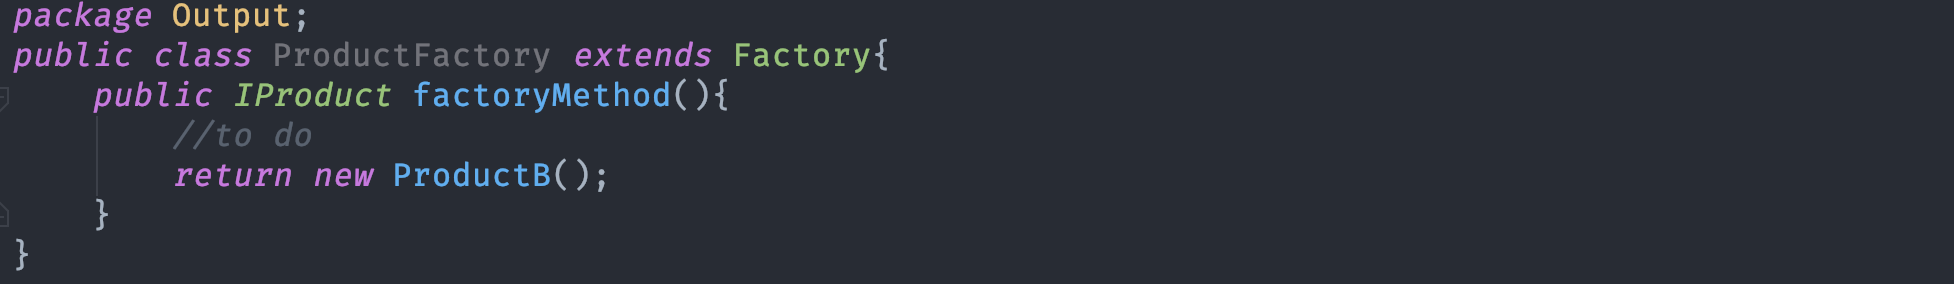 package Output;
public class ProductFactory extends Factory{
    public IProduct factoryMethod(){
        //to do
        return new ProductB();
    }
}